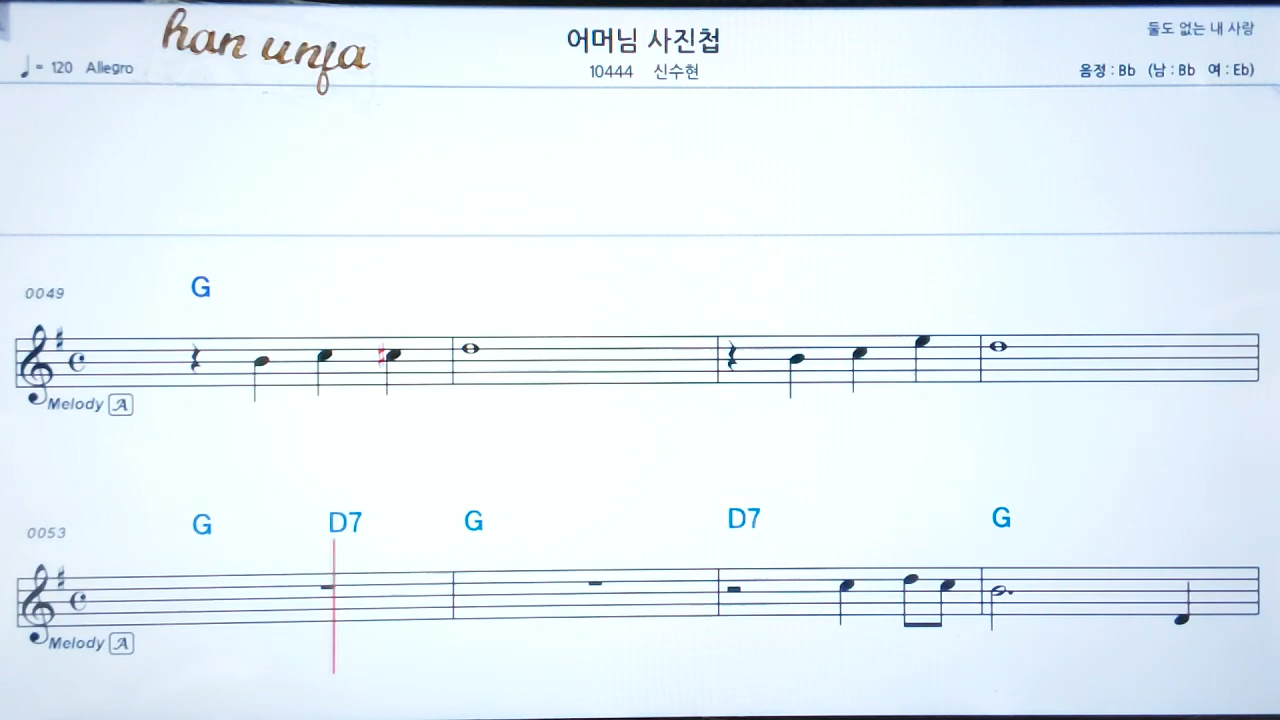 han unfa
어머님 사진첩
둘도 없는 내 사랑
♩ = 120 Allegro
10444 신수현
음정 : Bb (남 : Bb 여 : Eb)
0049
G
Melody A
0053
G D7 G D7 G
Melody A